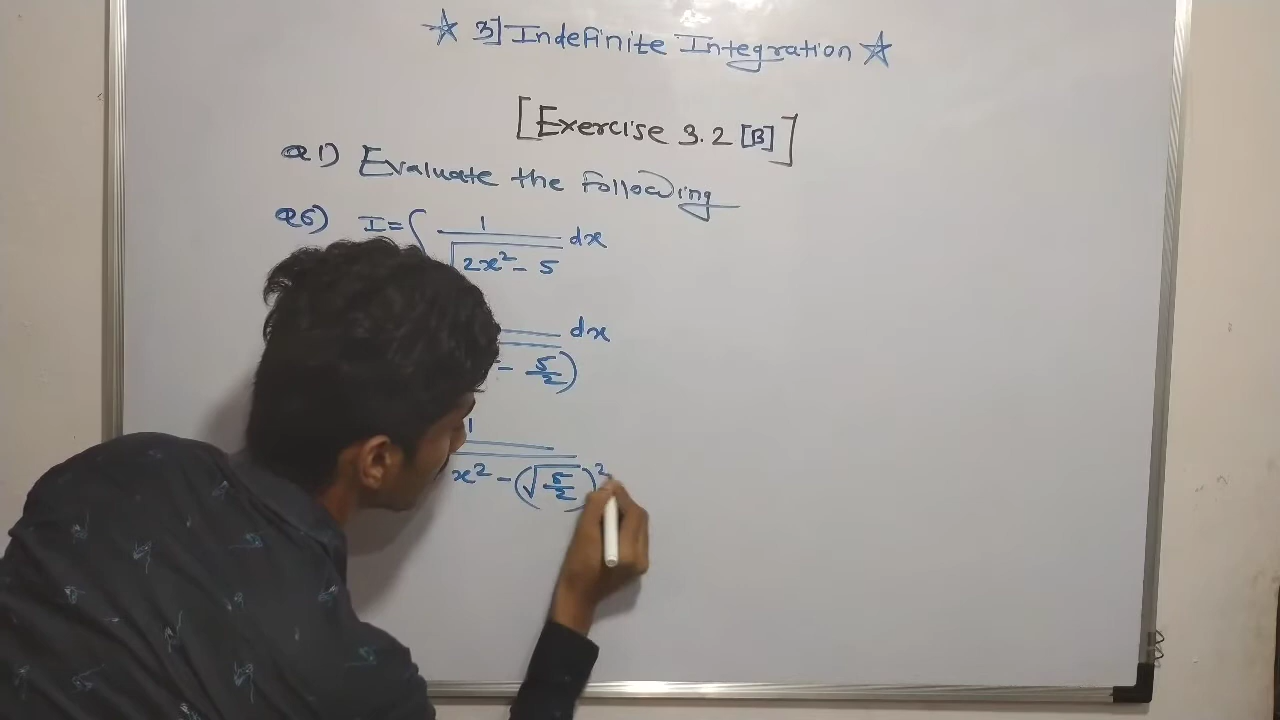 ☆ 3] Indefinite Integration ☆
[Exercise 3.2 [B]]
Q1) Evaluate the following
Q5) I = ∫ 1 / √(2x² - 5) dx
dx
- 5/2)
1
x² - (√(5/2))²